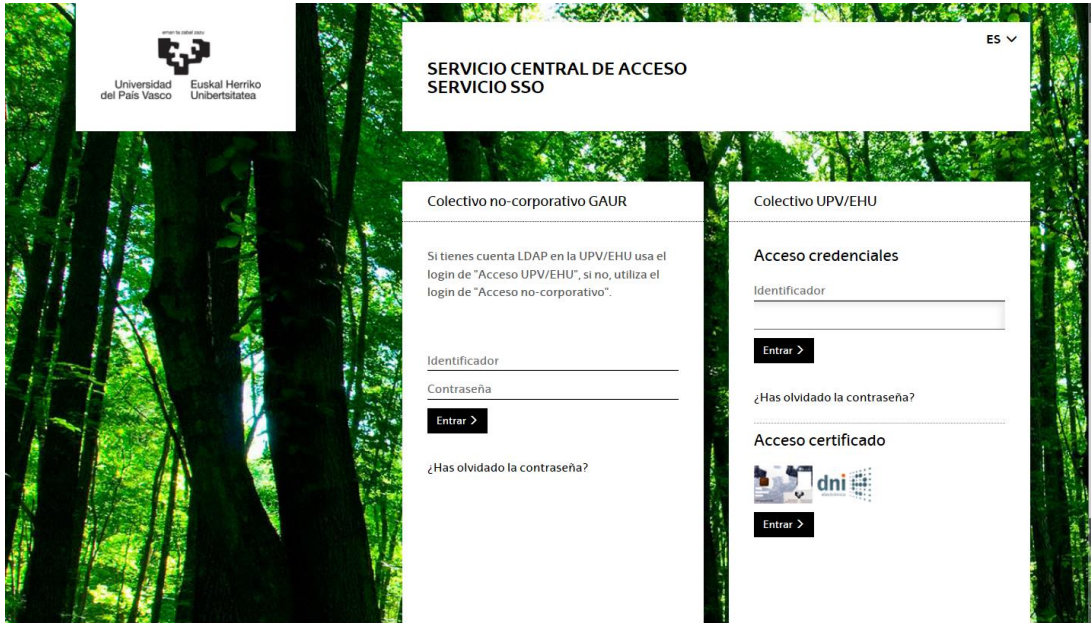 eman ta zabal zazu
Universidad
del País Vasco
Euskal Herriko
Unibertsitatea
ES
SERVICIO CENTRAL DE ACCESO
SERVICIO SSO
Colectivo no-corporativo GAUR
Si tienes cuenta LDAP en la UPV/EHU usa el
login de "Acceso UPV/EHU", si no, utiliza el
login de "Acceso no-corporativo".
Identificador
Contraseña
Entrar
¿Has olvidado la contraseña?
Colectivo UPV/EHU
Acceso credenciales
Identificador
Entrar
¿Has olvidado la contraseña?
Acceso certificado
dni
Entrar